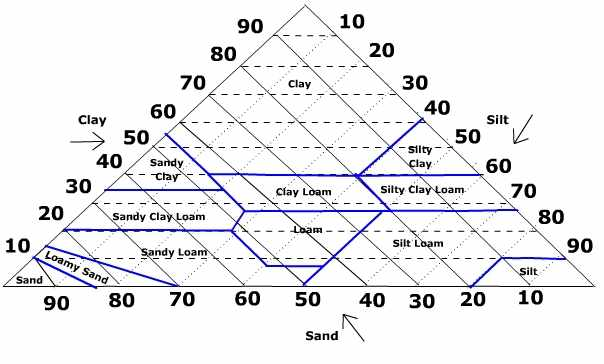 90 10
80 20
Clay
70 30
60 40
Clay Silt
50 50
Silty
Clay
Sandy
Clay
40 60
Clay Loam Silty Clay Loam
30 70
Sandy Clay Loam
20 80
Loam
Silt Loam
10 Sandy Loam 90
Loamy Sand
Sand Silt
90 80 70 60 50 40 30 20 10
Sand